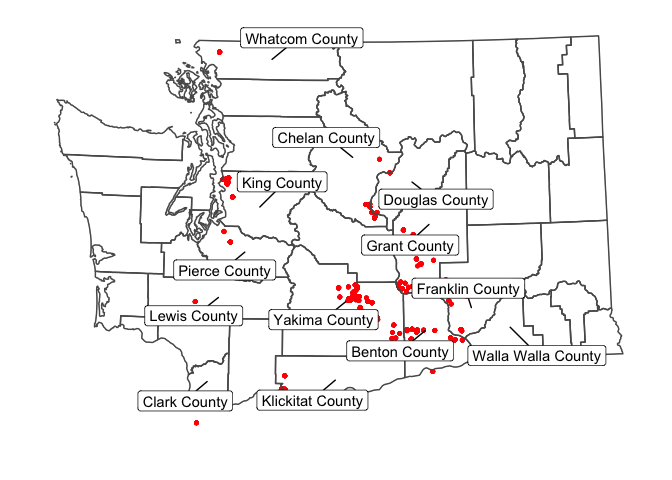 Whatcom County
Chelan County
King County
Douglas County
Grant County
Pierce County
Franklin County
Lewis County
Yakima County
Benton County
Walla Walla County
Clark County
Klickitat County